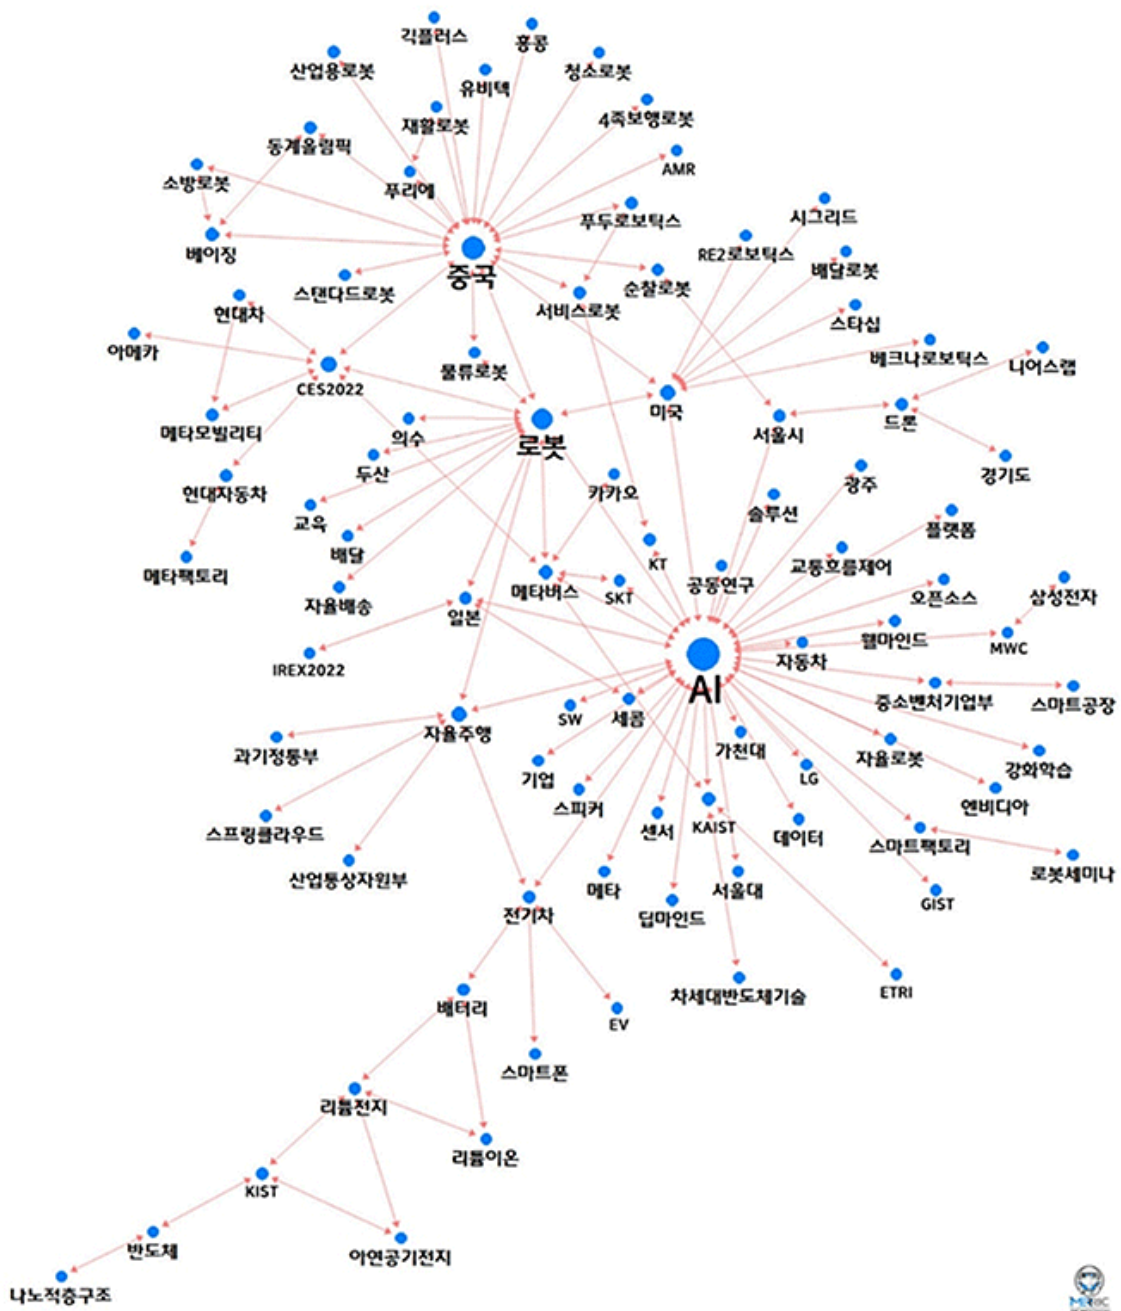 긱플러스
홍콩
산업용로봇
유비텍
청소로봇
재활로봇
4족보행로봇
동계올림픽
AMR
소방로봇
푸리에
푸두로보틱스
시그리드
베이징
RE2로보틱스
배달로봇
중국
스탠다드로봇
순찰로봇
현대차
서비스로봇
스타십
아메카
물류로봇
베크나로보틱스
니어스랩
CES2022
메타모빌리티
의수
로봇
미국
서울시
드론
두산
경기도
현대자동차
카카오
광주
교육
솔루션
플랫폼
배달
KT
메타팩토리
공동연구
교통흐름제어
자율배송
메타버스
SKT
오픈소스
삼성전자
일본
웰마인드
MWC
IREX2022
자동차
AI
중소벤처기업부
스마트공장
SW
세콤
자율주행
과기정통부
가천대
자율로봇
강화학습
기업
LG
엔비디아
스피커
스프링클라우드
센서
KAIST
데이터
스마트팩토리
산업통상자원부
메타
서울대
로봇세미나
GIST
전기차
딥마인드
차세대반도체기술
ETRI
배터리
EV
스마트폰
리튬전지
리튬이온
KIST
반도체
아연공기전지
나노적층구조